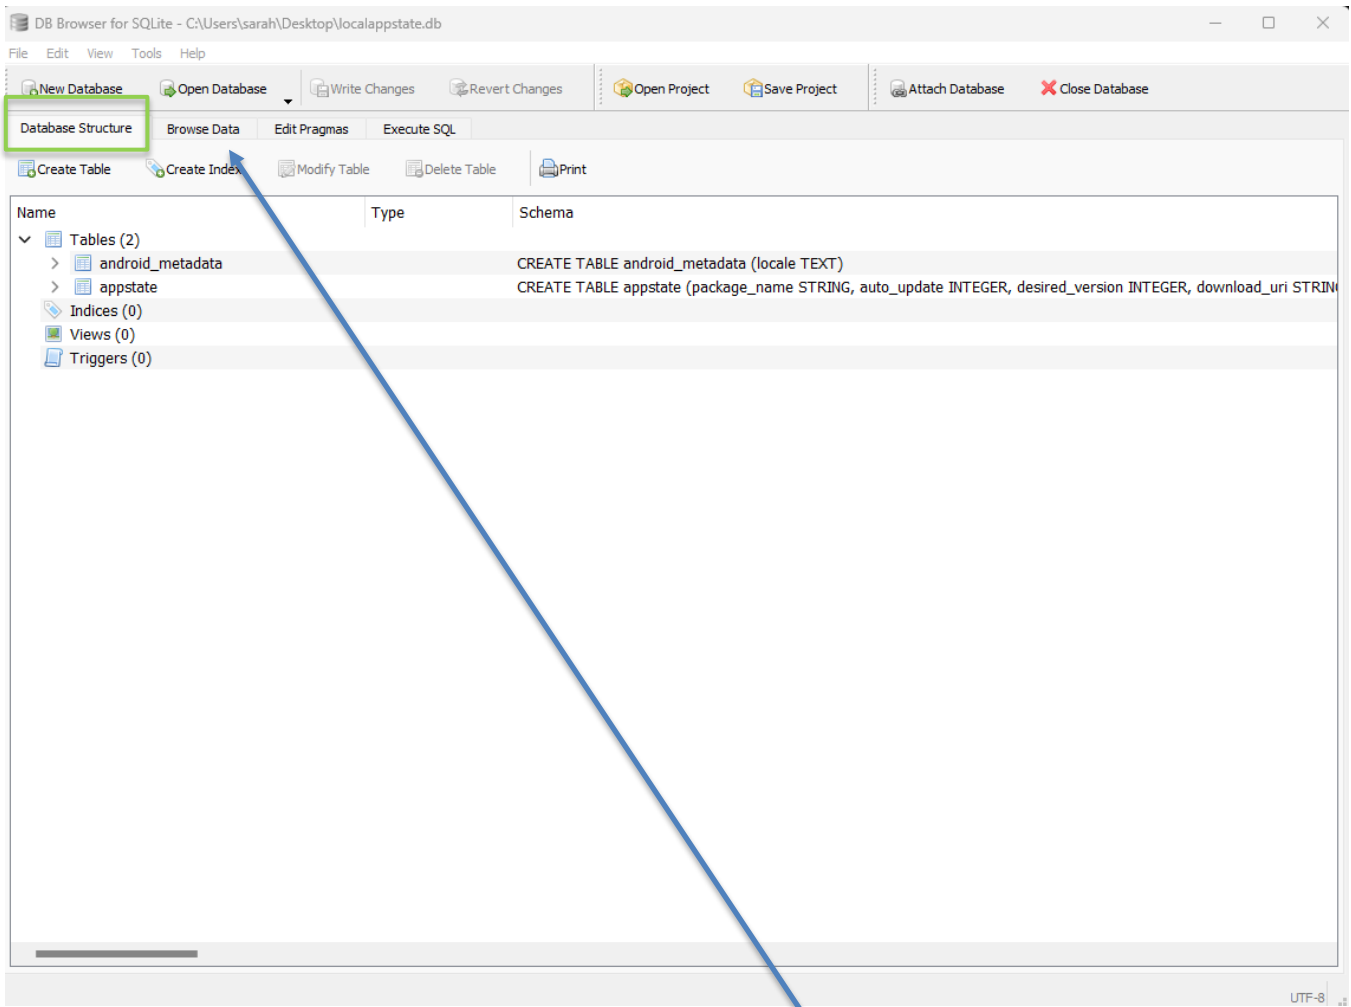 DB Browser for SQLite - C:\Users\sarah\Desktop\localappstate.db
File Edit View Tools Help
New Database Open Database Write Changes Revert Changes Open Project Save Project Attach Database Close Database
Database Structure Browse Data Edit Pragmas Execute SQL
Create Table Create Index Modify Table Delete Table Print
Name Type Schema
Tables (2)
android_metadata CREATE TABLE android_metadata (locale TEXT)
appstate CREATE TABLE appstate (package_name STRING, auto_update INTEGER, desired_version INTEGER, download_uri STRIN
Indices (0)
Views (0)
Triggers (0)
UTF-8